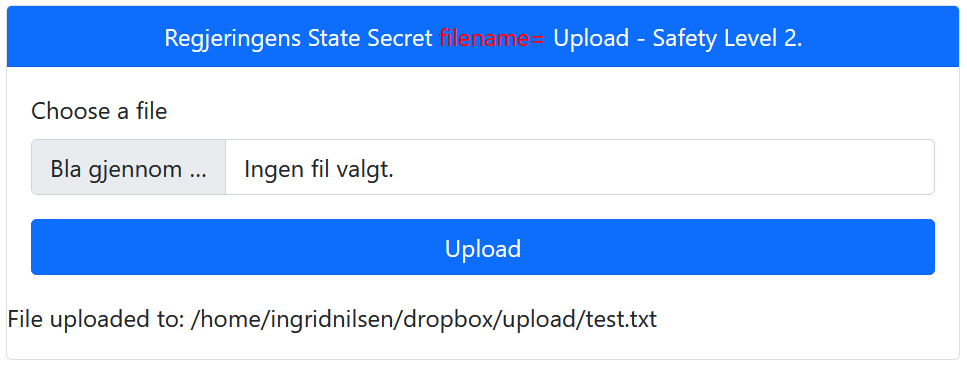 Regjeringens State Secret filename= Upload - Safety Level 2.
Choose a file
Bla gjennom ... Ingen fil valgt.
Upload
File uploaded to: /home/ingridnilsen/dropbox/upload/test.txt